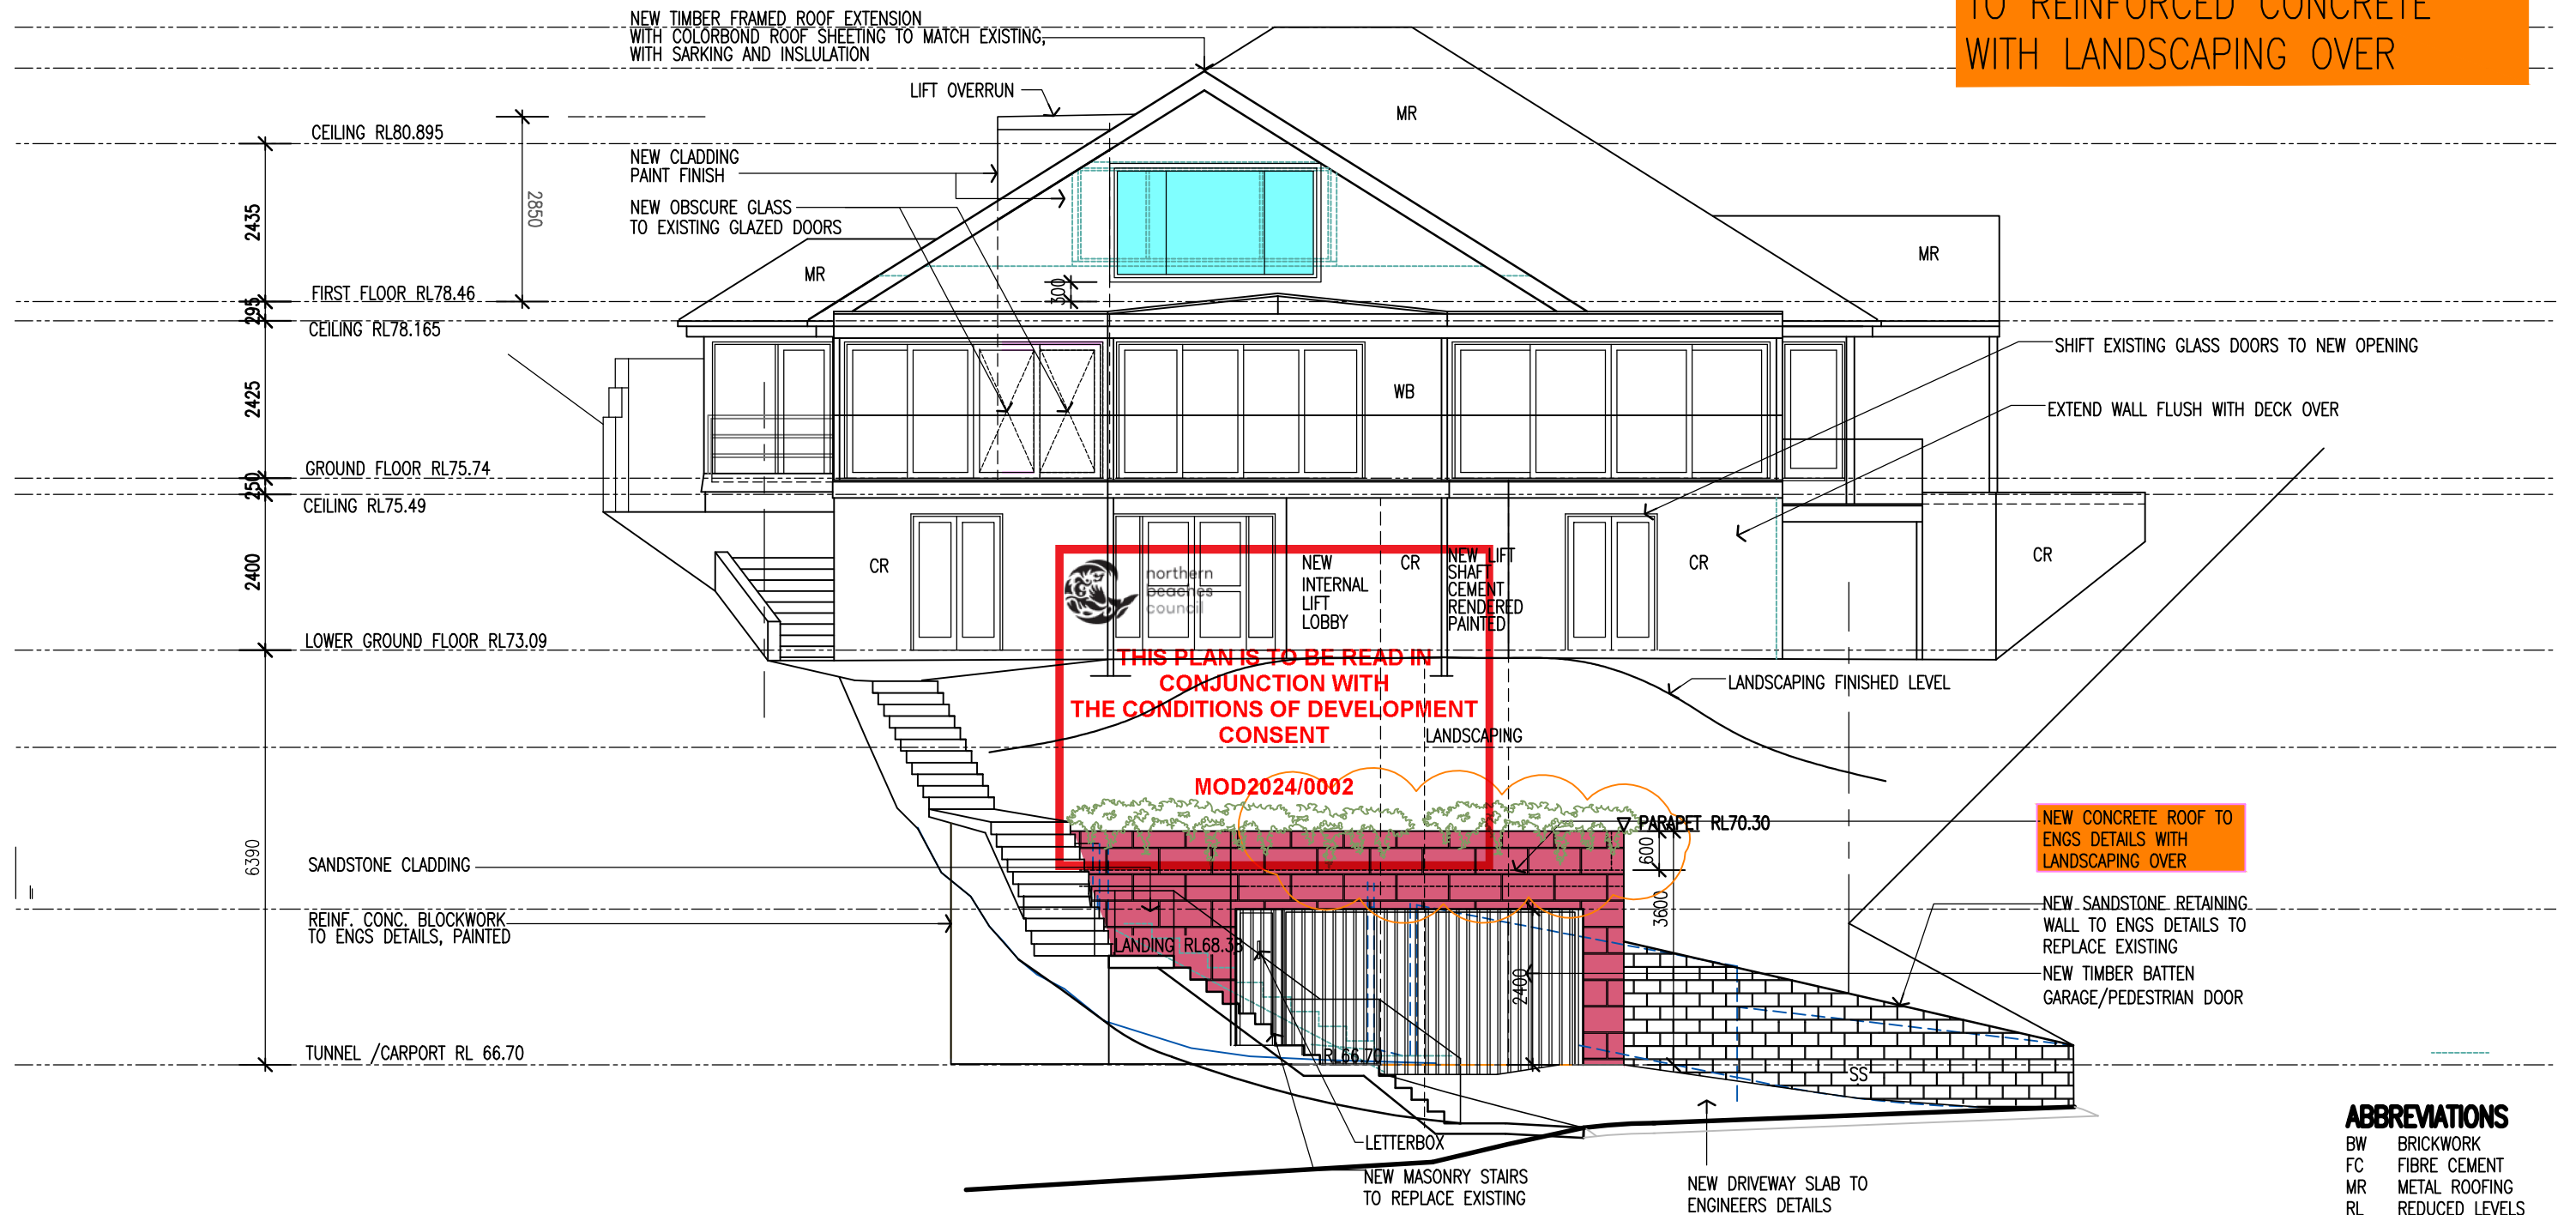 TO REINFORCED CONCRETE
WITH LANDSCAPING OVER
NEW TIMBER FRAMED ROOF EXTENSION
WITH COLORBOND ROOF SHEETING TO MATCH EXISTING,
WITH SARKING AND INSLULATION
LIFT OVERRUN
MR
CEILING RL80.895
NEW CLADDING
PAINT FINISH
NEW OBSCURE GLASS
TO EXISTING GLAZED DOORS
2435
2850
MR
MR
FIRST FLOOR RL78.46
300
295
CEILING RL78.165
SHIFT EXISTING GLASS DOORS TO NEW OPENING
2425
WB
EXTEND WALL FLUSH WITH DECK OVER
GROUND FLOOR RL75.74
250
CEILING RL75.49
2400
CR
northern
beaches
council
NEW
INTERNAL
LIFT
LOBBY
CR
NEW LIFT
SHAFT
CEMENT
RENDERED
PAINTED
CR
CR
LOWER GROUND FLOOR RL73.09
THIS PLAN IS TO BE READ IN
CONJUNCTION WITH
THE CONDITIONS OF DEVELOPMENT
CONSENT
MOD2024/0002
LANDSCAPING FINISHED LEVEL
LANDSCAPING
PARAPET RL70.30
600
3600
NEW CONCRETE ROOF TO
ENGS DETAILS WITH
LANDSCAPING OVER
6390
SANDSTONE CLADDING
REINF. CONC. BLOCKWORK
TO ENGS DETAILS, PAINTED
LANDING RL68.38
NEW SANDSTONE RETAINING
WALL TO ENGS DETAILS TO
REPLACE EXISTING
NEW TIMBER BATTEN
GARAGE/PEDESTRIAN DOOR
2400
TUNNEL /CARPORT RL 66.70
RL66.70
SS
LETTERBOX
NEW MASONRY STAIRS
TO REPLACE EXISTING
NEW DRIVEWAY SLAB TO
ENGINEERS DETAILS
ABBREVIATIONS
BW BRICKWORK
FC FIBRE CEMENT
MR METAL ROOFING
RL REDUCED LEVELS